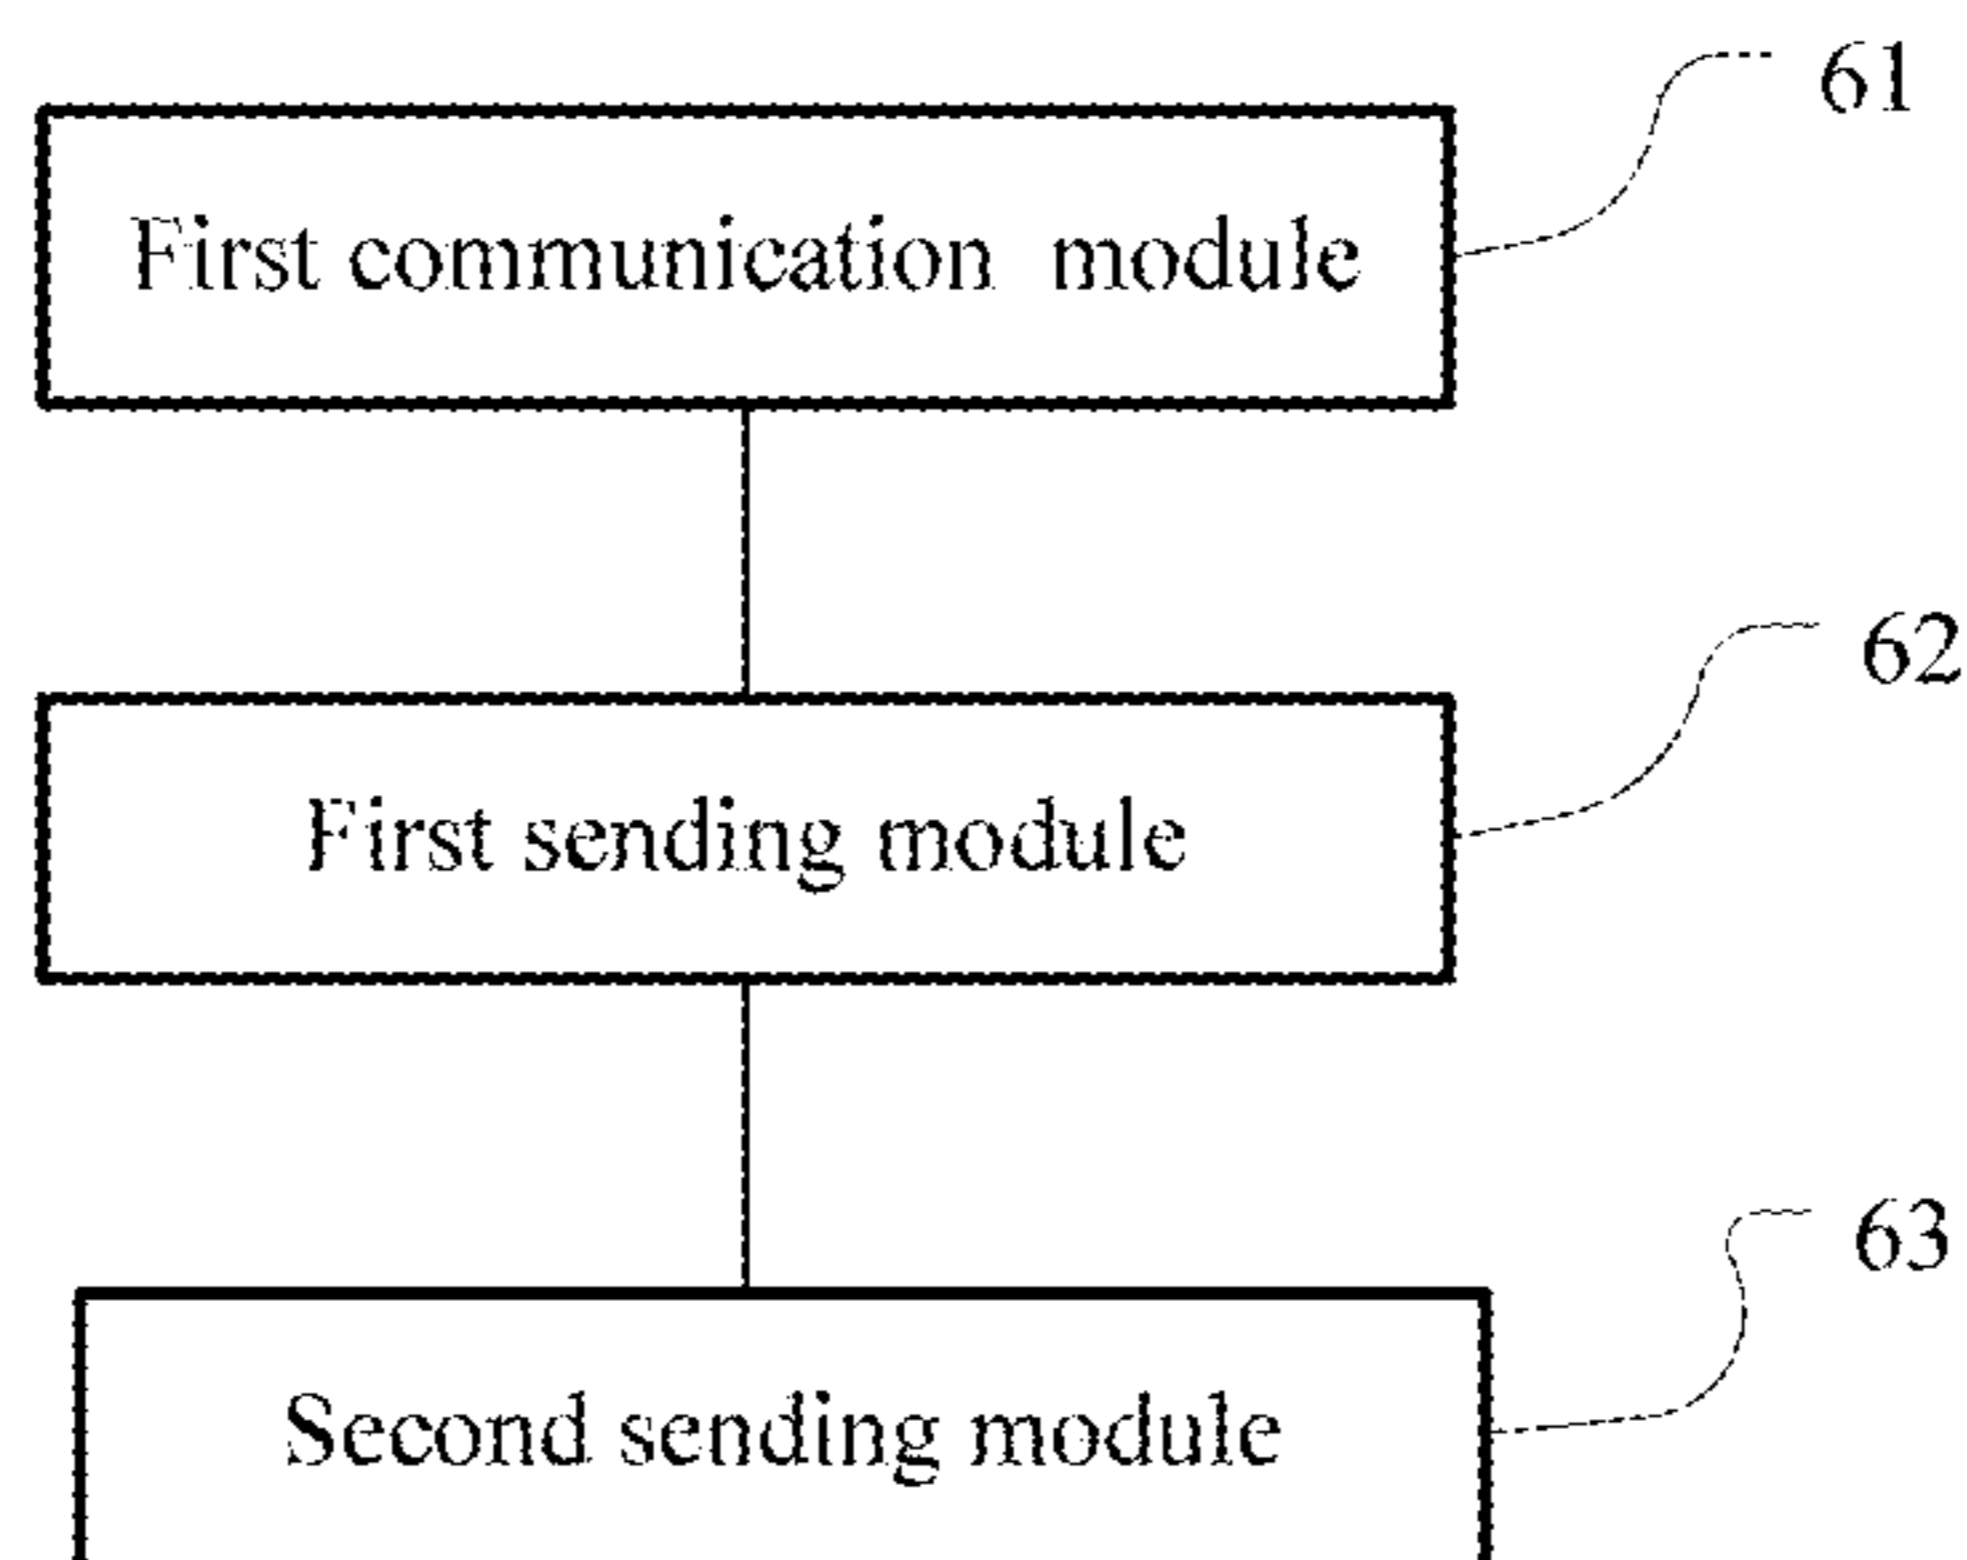 61
First communication module
62
First sending module
63
Second sending module